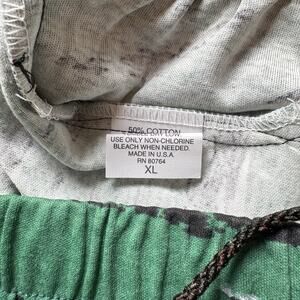 50% COTTON
USE ONLY NON-CHLORINE
BLEACH WHEN NEEDED.
MADE IN U.S.A.
RN 80764
XL